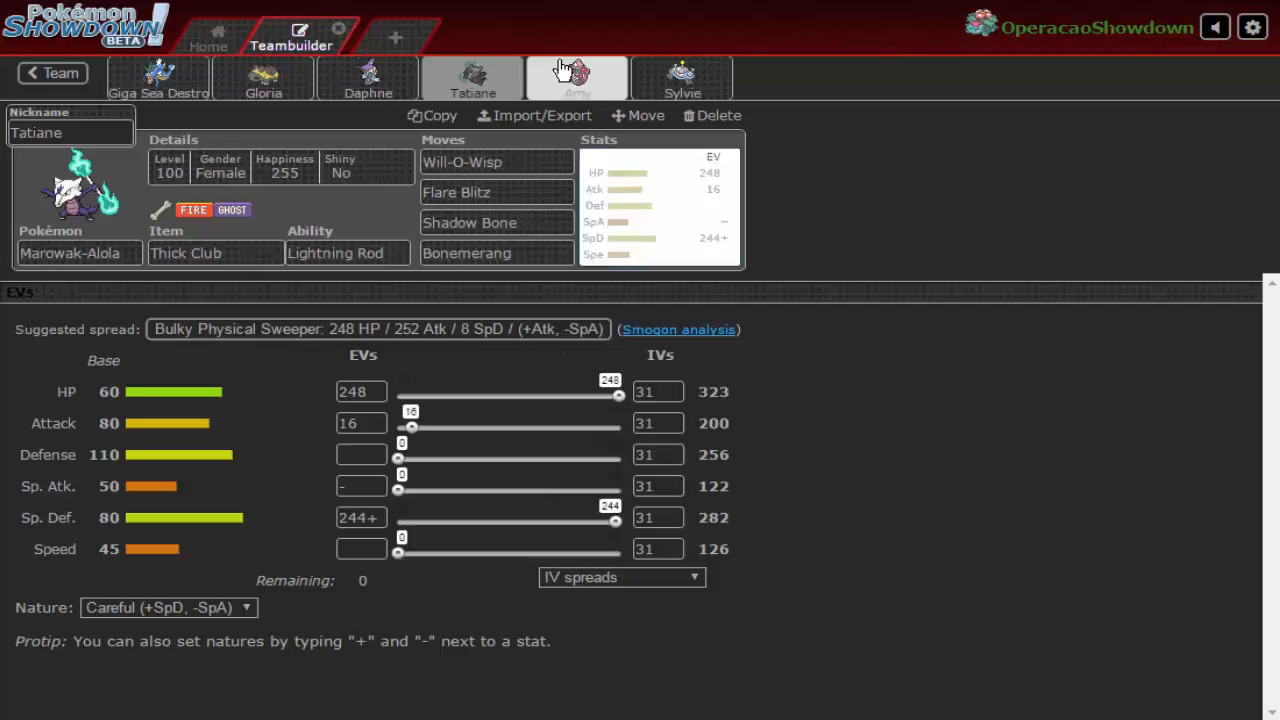 Pokémon
SHOWDOWN!
BETA
Home
Teambuilder
OperacaoShowdown
Team
Giga Sea Destro
Gloria
Daphne
Tatiane
Amy
Sylvie
Copy
Import/Export
Move
Delete
Nickname
Tatiane
Details
Moves
Stats
Level
100
Gender
Female
Happiness
255
Shiny
No
FIRE
GHOST
Pokémon
Marowak-Alola
Item
Thick Club
Ability
Lightning Rod
Will-O-Wisp
Flare Blitz
Shadow Bone
Bonemerang
EV
HP 248
Atk 16
Def
SpA –
SpD 244+
Spe
EVs
Suggested spread: Bulky Physical Sweeper: 248 HP / 252 Atk / 8 SpD / (+Atk, -SpA) (Smogon analysis)
Base EVs IVs
HP 60 248 248 31 323
Attack 80 16 16 31 200
Defense 110 0 31 256
Sp. Atk. 50 - 0 31 122
Sp. Def. 80 244+ 244 31 282
Speed 45 0 31 126
Remaining: 0
IV spreads
Nature: Careful (+SpD, -SpA)
Protip: You can also set natures by typing "+" and "-" next to a stat.